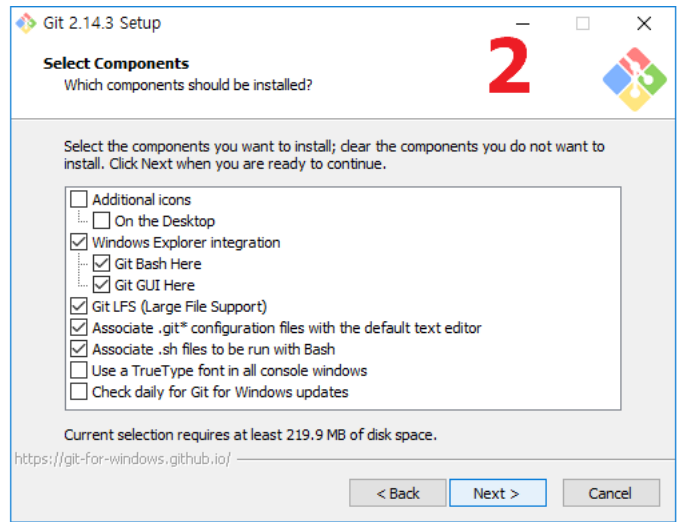 Git 2.14.3 Setup
2
Select Components
Which components should be installed?
Select the components you want to install; clear the components you do not want to
install. Click Next when you are ready to continue.
Additional icons
On the Desktop
Windows Explorer integration
Git Bash Here
Git GUI Here
Git LFS (Large File Support)
Associate .git* configuration files with the default text editor
Associate .sh files to be run with Bash
Use a TrueType font in all console windows
Check daily for Git for Windows updates
Current selection requires at least 219.9 MB of disk space.
https://git-for-windows.github.io/
< Back Next > Cancel